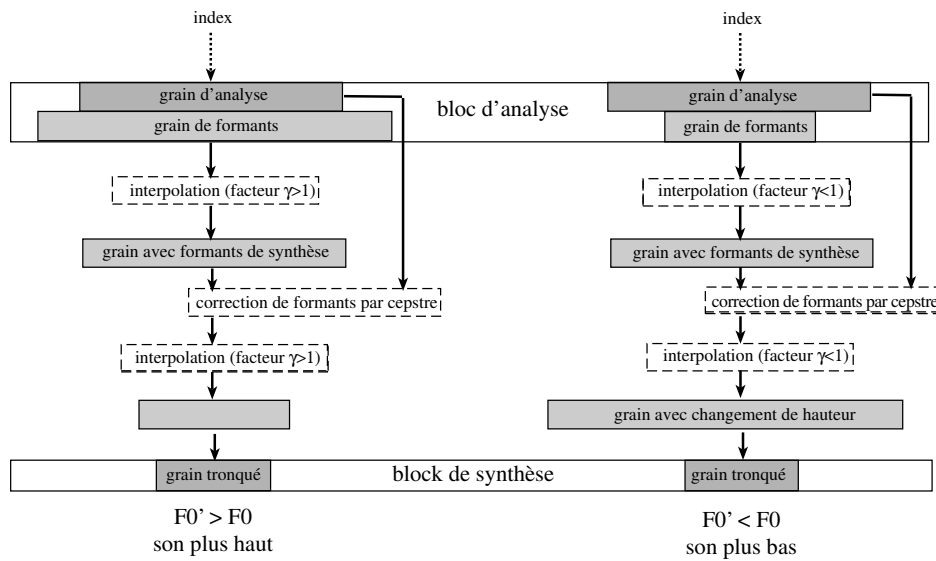 index
index
grain d'analyse
bloc d'analyse
grain d'analyse
grain de formants
grain de formants
interpolation (facteur γ>1)
interpolation (facteur γ<1)
grain avec formants de synthèse
grain avec formants de synthèse
correction de formants par cepstre
correction de formants par cepstre
interpolation (facteur γ>1)
interpolation (facteur γ<1)
grain avec changement de hauteur
grain tronqué
block de synthèse
grain tronqué
F0' > F0
son plus haut
F0' < F0
son plus bas